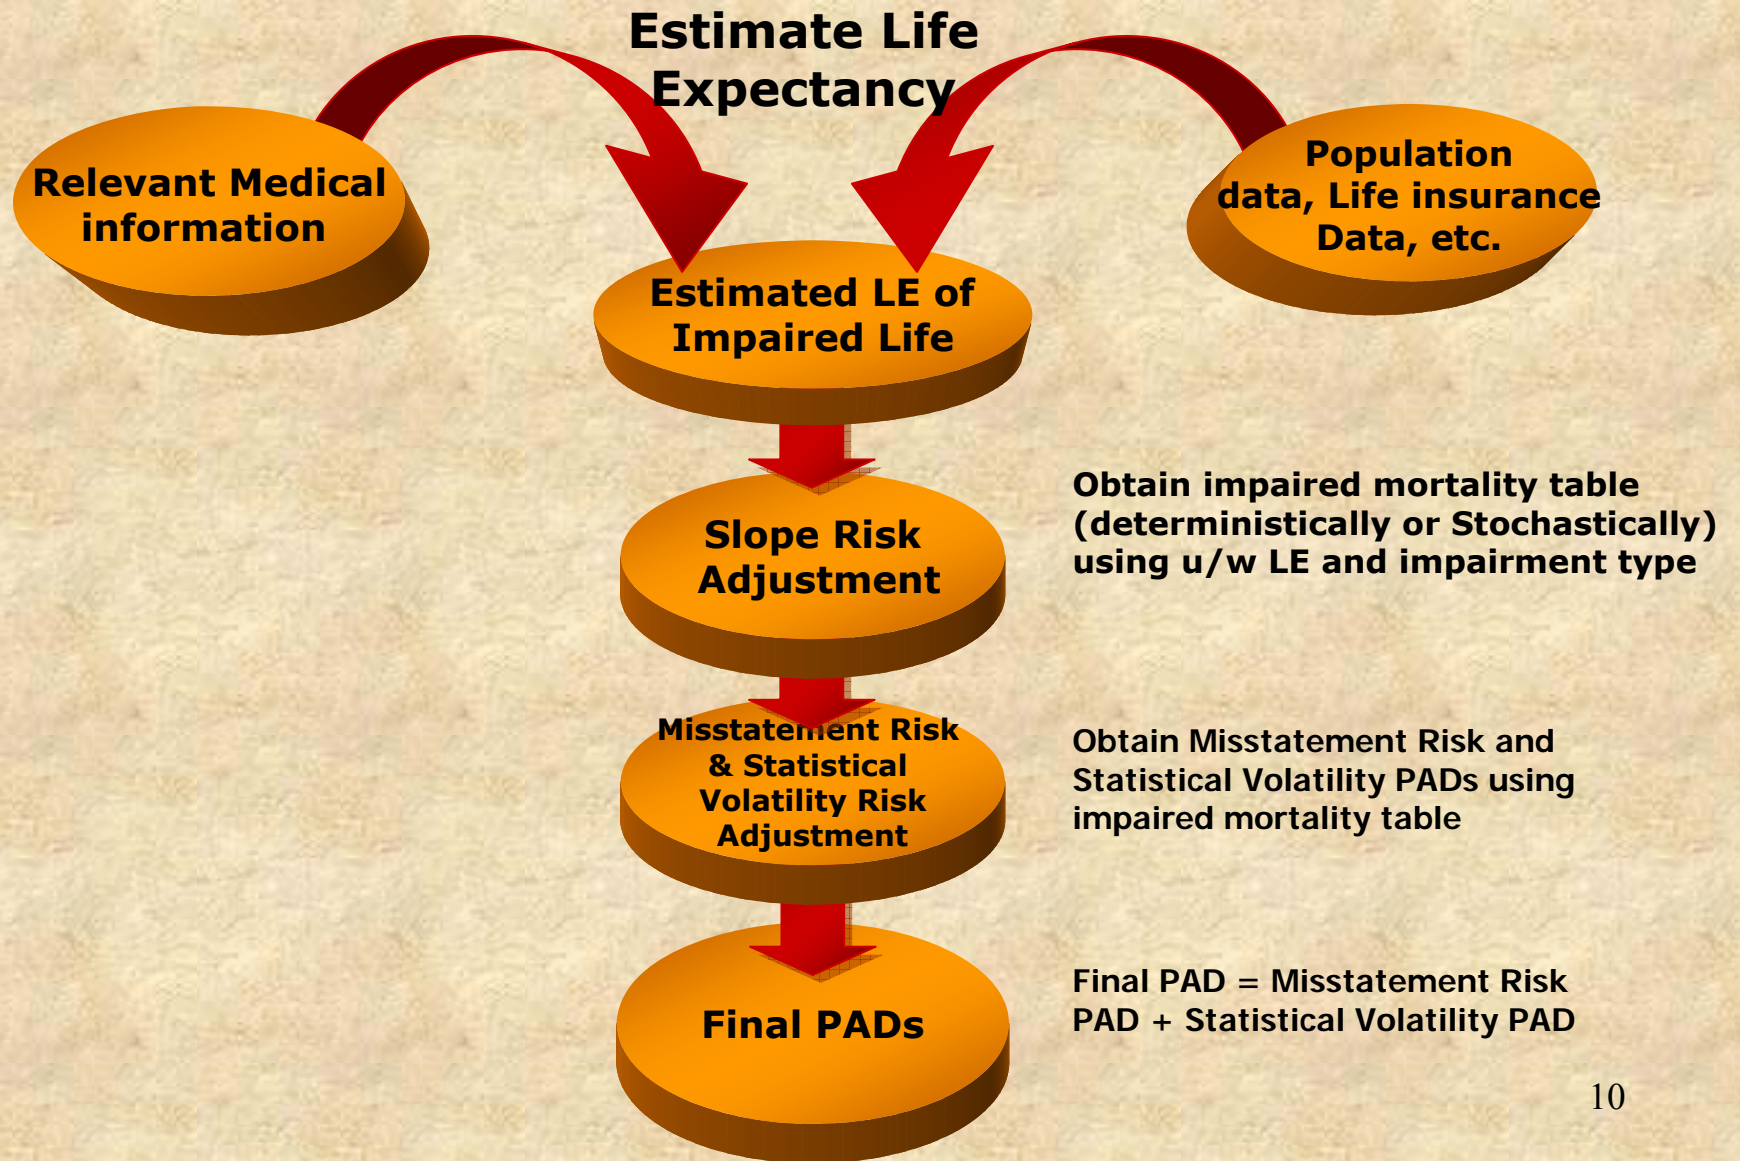 Estimate Life
Expectancy
Relevant Medical
information
Population
data, Life insurance
Data, etc.
Estimated LE of
Impaired Life
Slope Risk
Adjustment
Obtain impaired mortality table
(deterministically or Stochastically)
using u/w LE and impairment type
Misstatement Risk
& Statistical
Volatility Risk
Adjustment
Obtain Misstatement Risk and
Statistical Volatility PADs using
impaired mortality table
Final PADs
Final PAD = Misstatement Risk
PAD + Statistical Volatility PAD
10